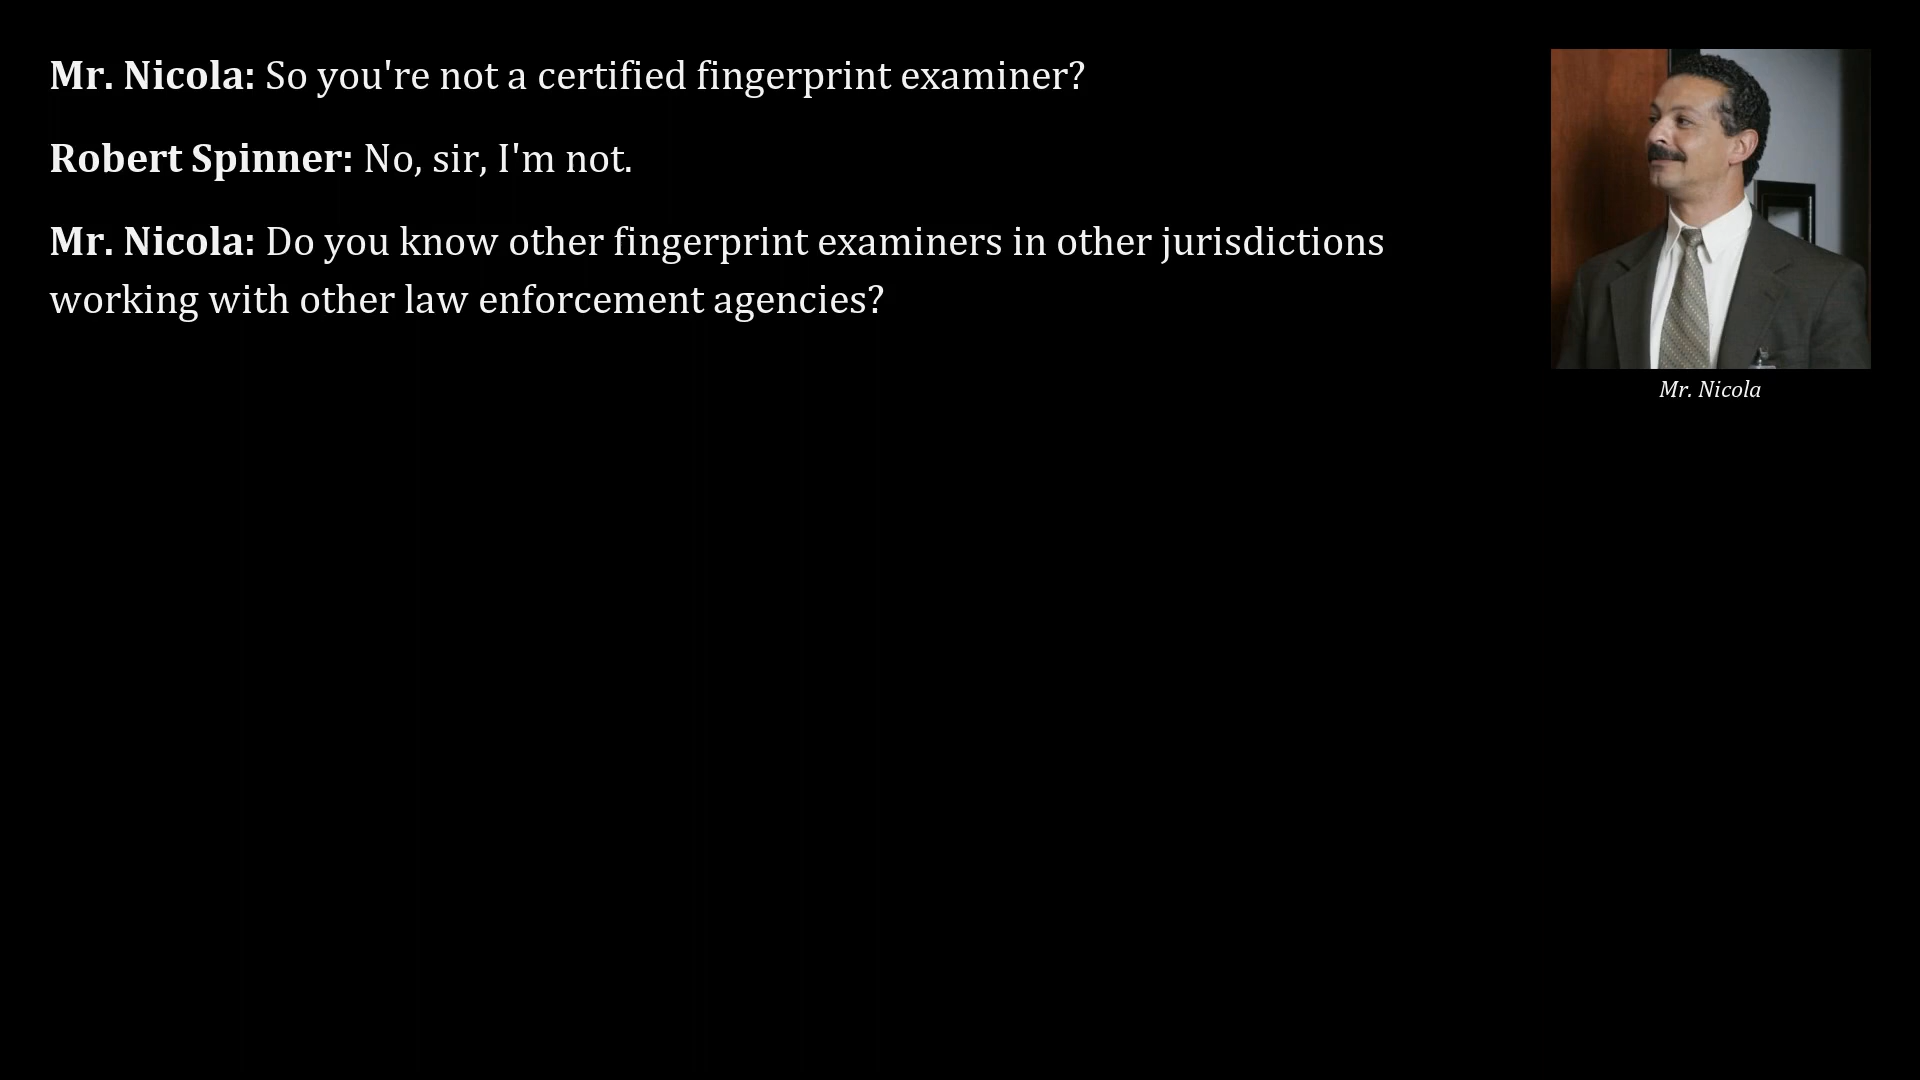 Mr. Nicola: So you're not a certified fingerprint examiner?
Robert Spinner: No, sir, I'm not.
Mr. Nicola: Do you know other fingerprint examiners in other jurisdictions
working with other law enforcement agencies?
Mr. Nicola